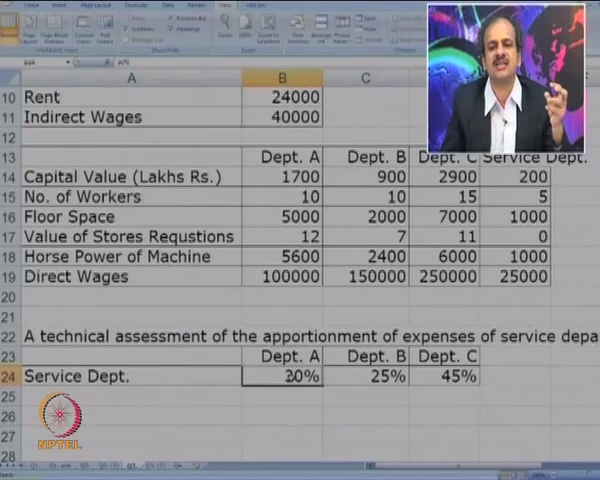 A B C
10 Rent 24000
11 Indirect Wages 40000
12
13 Dept. A Dept. B Dept. C Service Dept.
14 Capital Value (Lakhs Rs.) 1700 900 2900 200
15 No. of Workers 10 10 15 5
16 Floor Space 5000 2000 7000 1000
17 Value of Stores Requstions 12 7 11 0
18 Horse Power of Machine 5600 2400 6000 1000
19 Direct Wages 100000 150000 250000 25000
20
21
22 A technical assessment of the apportionment of expenses of service depa
23 Dept. A Dept. B Dept. C
24 Service Dept. 25% 45%
25
26
27
28
NPTEL